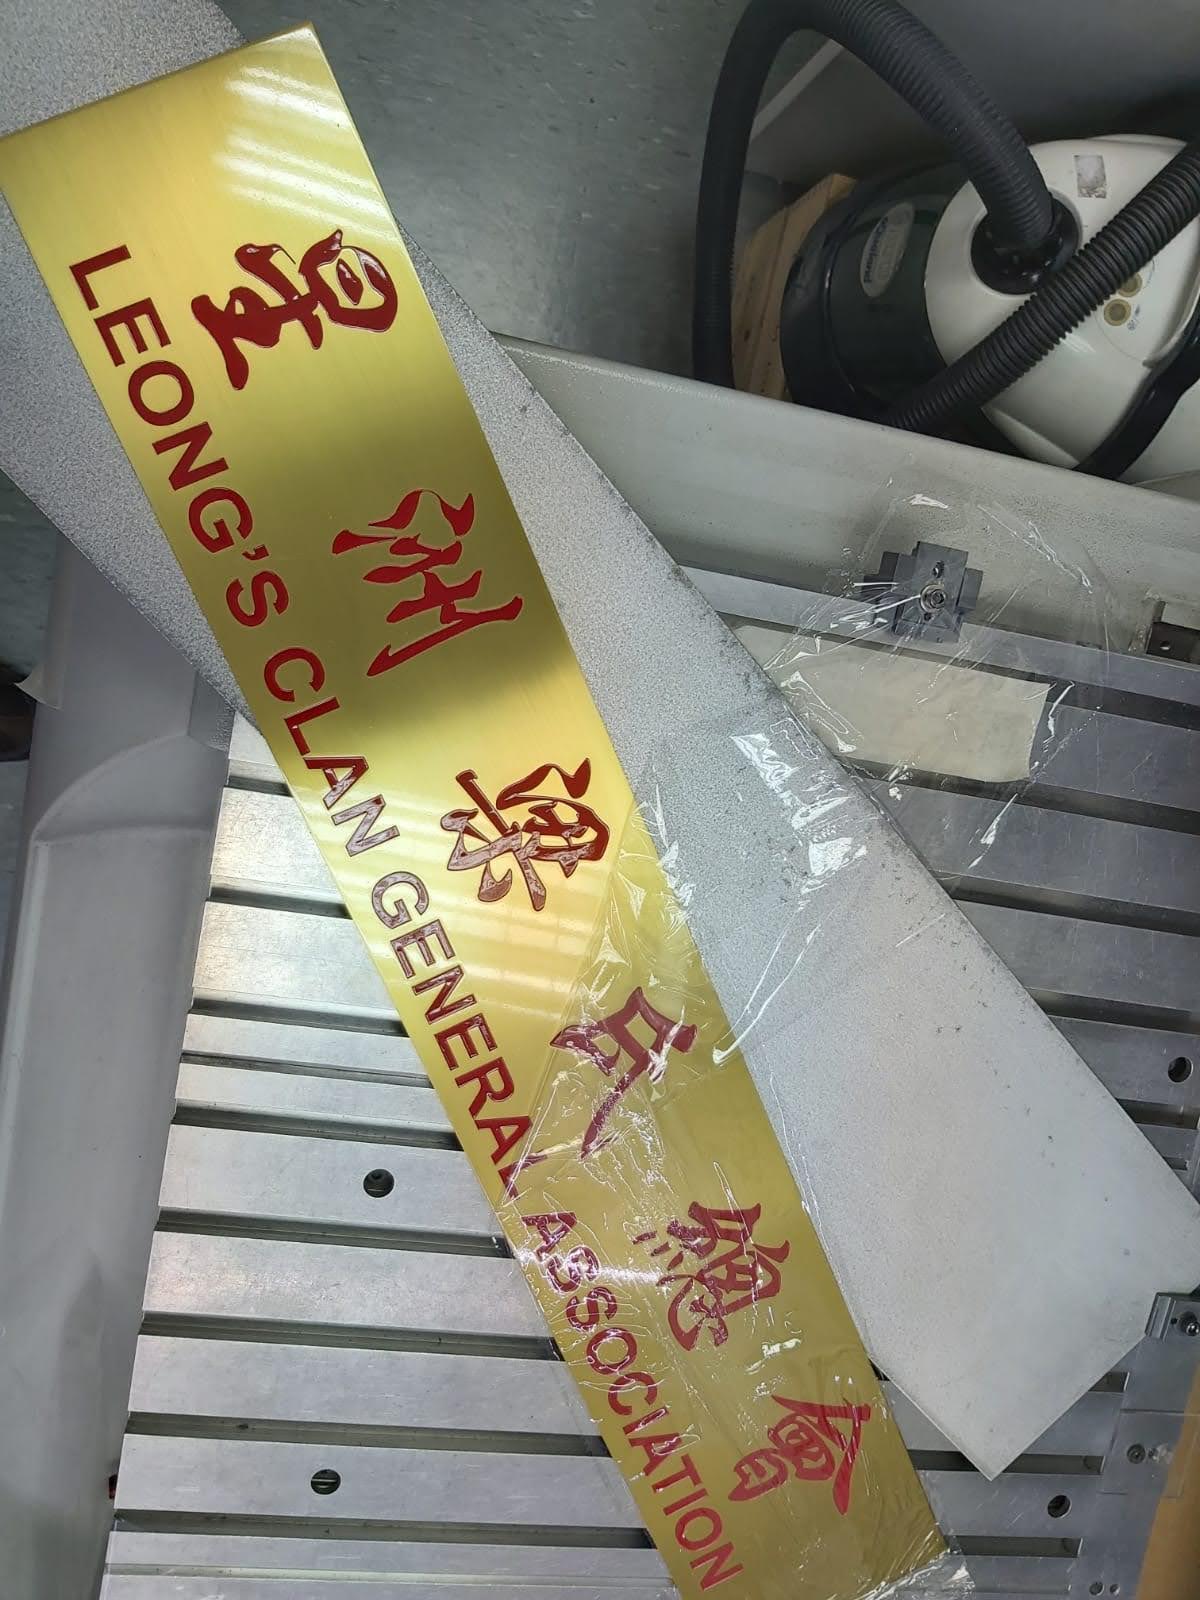 星洲梁氏總會
LEONG'S CLAN GENERAL ASSOCIATION